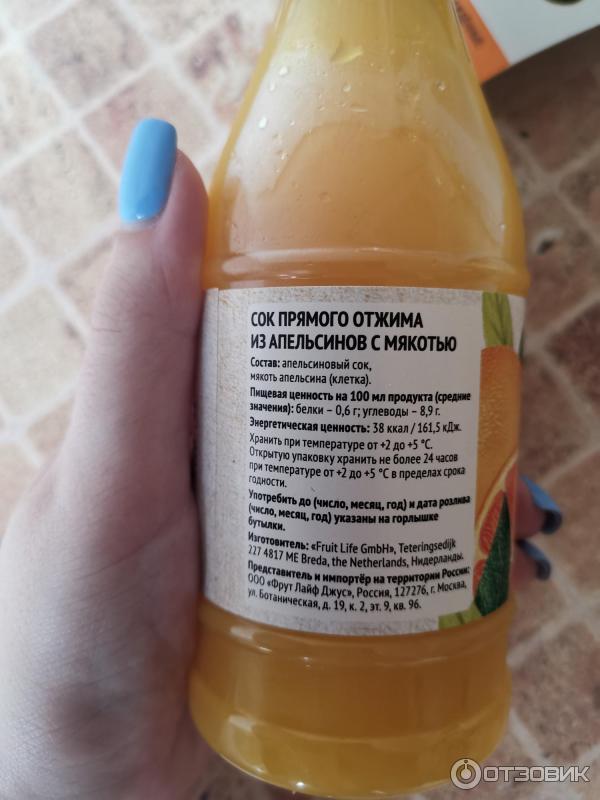 СОК ПРЯМОГО ОТЖИМА
ИЗ АПЕЛЬСИНОВ С МЯКОТЬЮ
Состав: апельсиновый сок,
мякоть апельсина (клетка).
Пищевая ценность на 100 мл продукта (средние
значения): белки – 0,6 г; углеводы – 8,9 г.
Энергетическая ценность: 38 ккал / 161,5 кДж.
Хранить при температуре от +2 до +5 °C.
Открытую упаковку хранить не более 24 часов
при температуре от +2 до +5 °C в пределах срока
годности.
Употребить до (число, месяц, год) и дата розлива
(число, месяц, год) указаны на горлышке
бутылки.
Изготовитель: «Fruit Life GmbH», Teteringsedijk
227 4817 ME Breda, the Netherlands, Нидерланды.
Представитель и импортёр на территории России:
ООО «Фрут Лайф Джус», Россия, 127276, г. Москва,
ул. Ботаническая, д. 19, к. 2, эт. 9, кв. 96.
ОТЗОВИК